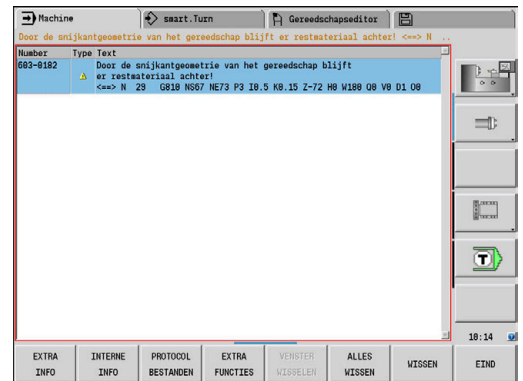 Machine
smart.Turn
Gereedschapseditor
Door de snijkantgeometrie van het gereedschap blijft er restmateriaal achter! <==> N ..
Number Type Text
603-0182 Door de snijkantgeometrie van het gereedschap blijft
er restmateriaal achter!
<==> N 29 G810 NS67 NE73 P3 I0.5 K0.15 Z-72 H0 W180 Q0 V0 D1 O0
T
10:14
EXTRA INFO
INTERNE INFO
PROTOCOL BESTANDEN
EXTRA FUNCTIES
VENSTER WISSELEN
ALLES WISSEN
WISSEN
EIND